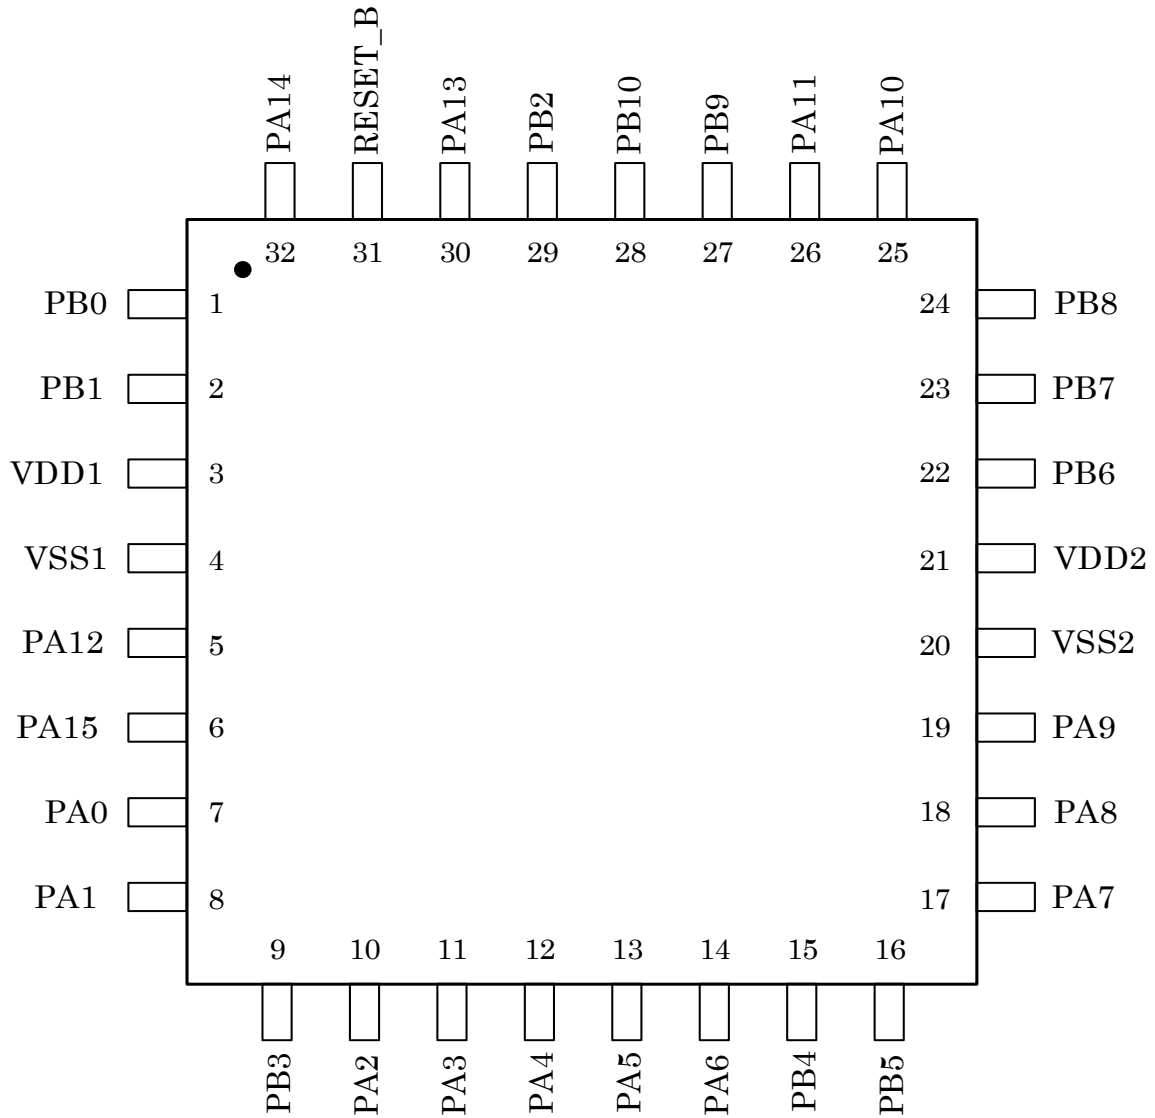 PA14 RESET_B PA13 PB2 PB10 PB9 PA11 PA10
32 31 30 29 28 27 26 25
PB0 1 24 PB8
PB1 2 23 PB7
VDD1 3 22 PB6
VSS1 4 21 VDD2
PA12 5 20 VSS2
PA15 6 19 PA9
PA0 7 18 PA8
PA1 8 17 PA7
9 10 11 12 13 14 15 16
PB3 PA2 PA3 PA4 PA5 PA6 PB4 PB5